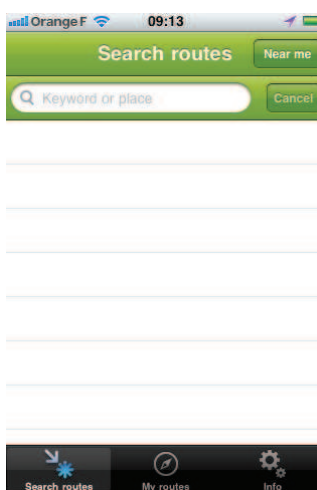 Orange F 09:13
Search routes Near me
Keyword or place Cancel
Search routes My routes Info